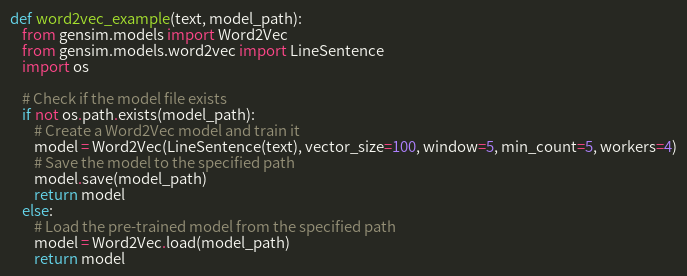 def word2vec_example(text, model_path):
    from gensim.models import Word2Vec
    from gensim.models.word2vec import LineSentence
    import os

    # Check if the model file exists
    if not os.path.exists(model_path):
        # Create a Word2Vec model and train it
        model = Word2Vec(LineSentence(text), vector_size=100, window=5, min_count=5, workers=4)
        # Save the model to the specified path
        model.save(model_path)
        return model
    else:
        # Load the pre-trained model from the specified path
        model = Word2Vec.load(model_path)
        return model